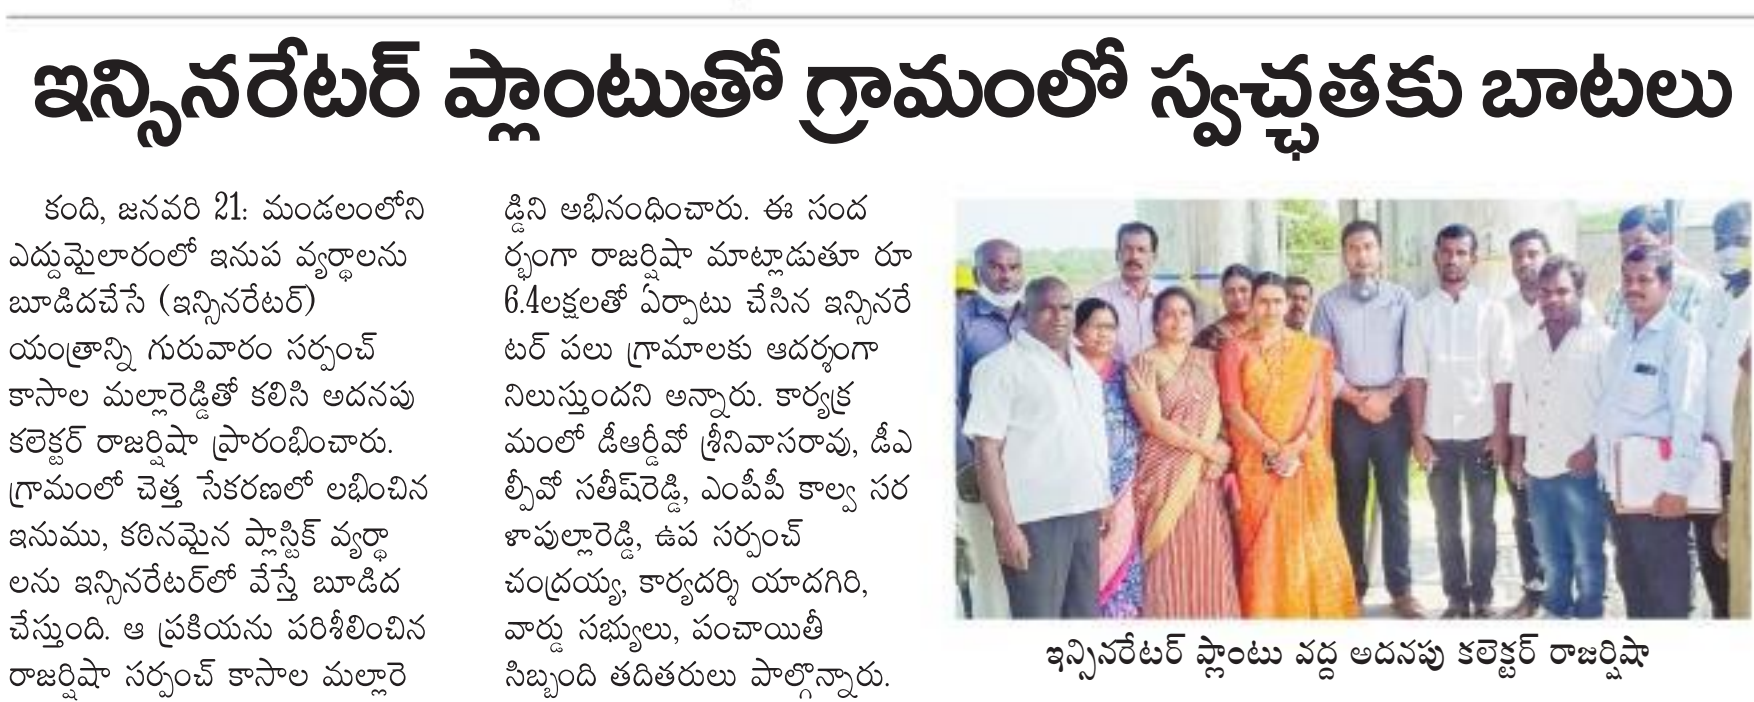 ఇన్సినరేటర్ ప్లాంటుతో గ్రామంలో స్వచ్ఛతకు బాటలు
కంది, జనవరి 21: మండలంలోని
ఎద్దుమైలారంలో ఇనుప వ్యర్థాలను
బూడిదచేసే (ఇన్సినరేటర్)
యంత్రాన్ని గురువారం సర్పంచ్
కాసాల మల్లారెడ్డితో కలిసి అదనపు
కలెక్టర్ రాజర్షిషా ప్రారంభించారు.
గ్రామంలో చెత్త సేకరణలో లభించిన
ఇనుము, కఠినమైన ప్లాస్టిక్ వ్యర్థా
లను ఇన్సినరేటర్‌లో వేస్తే బూడిద
చేస్తుంది. ఆ ప్రకియను పరిశీలించిన
రాజర్షిషా సర్పంచ్ కాసాల మల్లారె
డ్డిని అభినంధించారు. ఈ సంద
ర్భంగా రాజర్షిషా మాట్లాడుతూ రూ
6.4లక్షలతో ఏర్పాటు చేసిన ఇన్సినరే
టర్ పలు గ్రామాలకు ఆదర్శంగా
నిలుస్తుందని అన్నారు. కార్యక్ర
మంలో డీఆర్డీవో శ్రీనివాసరావు, డీఎ
ల్పీవో సతీష్‌రెడ్డి, ఎంపీపీ కాల్వ సర
ళాపుల్లారెడ్డి, ఉప సర్పంచ్
చంద్రయ్య, కార్యదర్శి యాదగిరి,
వార్డు సభ్యులు, పంచాయితీ
సిబ్బంది తదితరులు పాల్గొన్నారు.
ఇన్సినరేటర్ ప్లాంటు వద్ద అదనపు కలెక్టర్ రాజర్షిషా